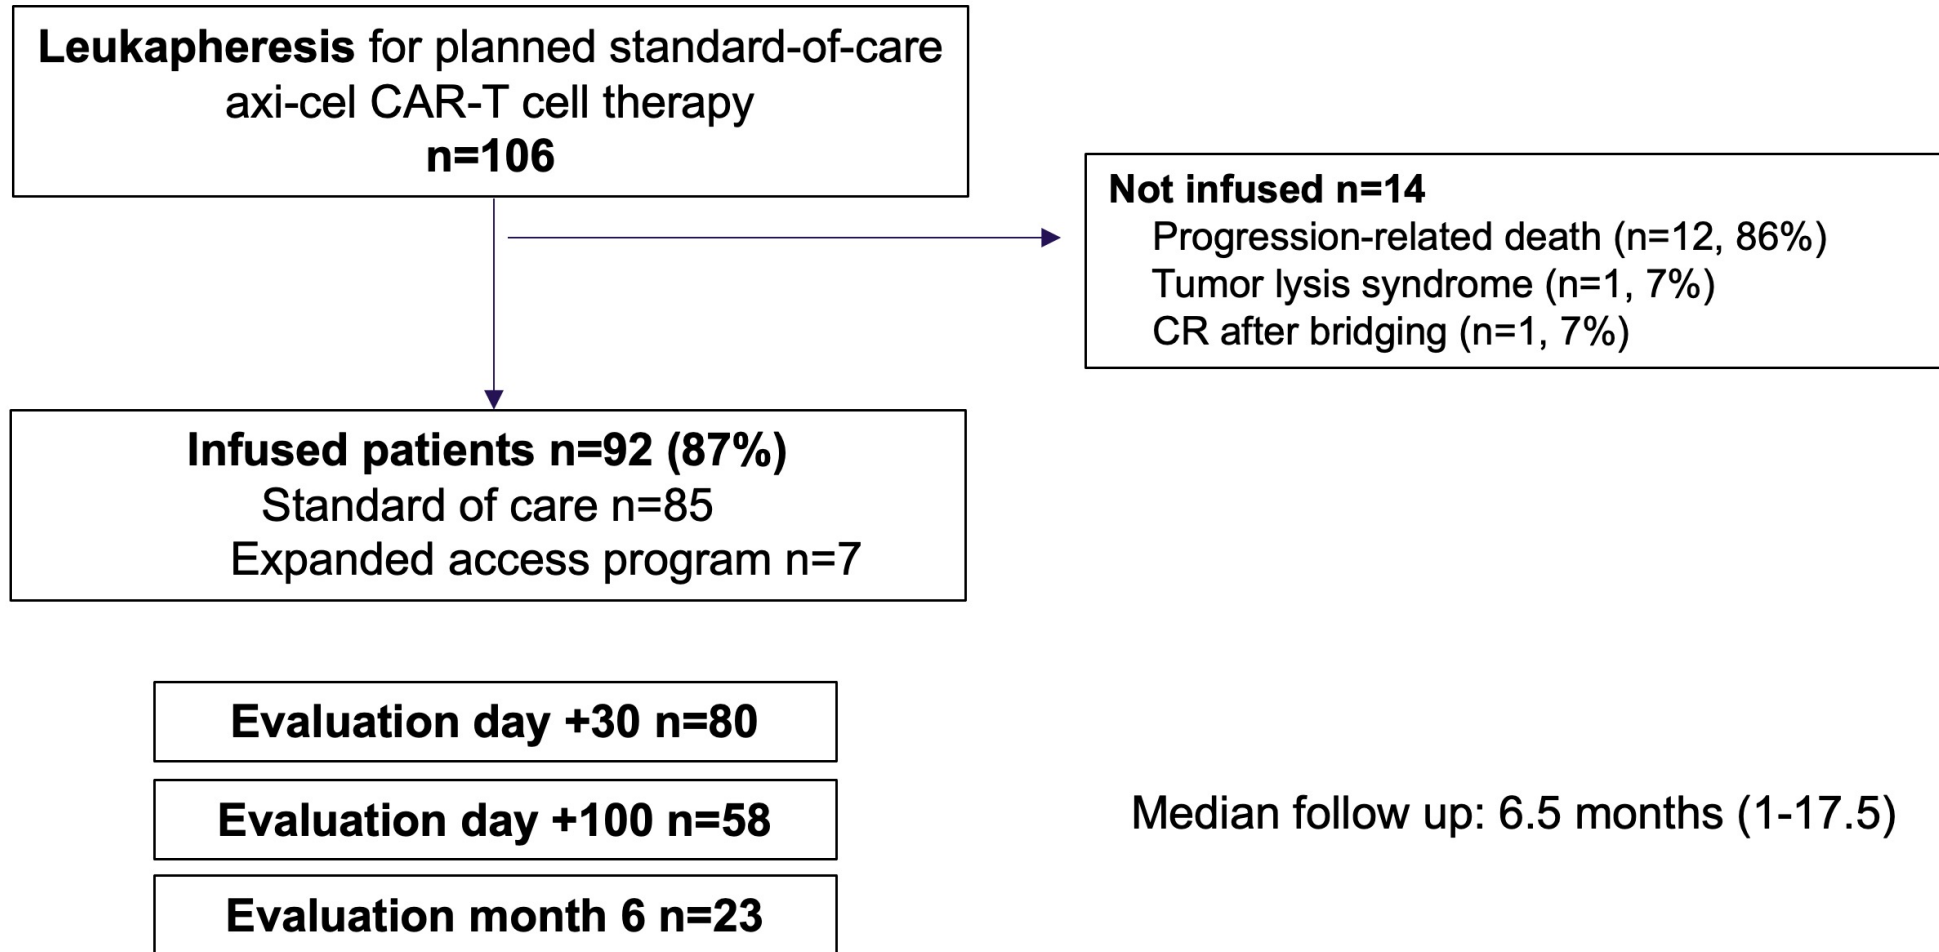 Leukapheresis for planned standard-of-care
axi-cel CAR-T cell therapy
n=106
Not infused n=14
Progression-related death (n=12, 86%)
Tumor lysis syndrome (n=1, 7%)
CR after bridging (n=1, 7%)
Infused patients n=92 (87%)
Standard of care n=85
Expanded access program n=7
Evaluation day +30 n=80
Evaluation day +100 n=58
Median follow up: 6.5 months (1-17.5)
Evaluation month 6 n=23